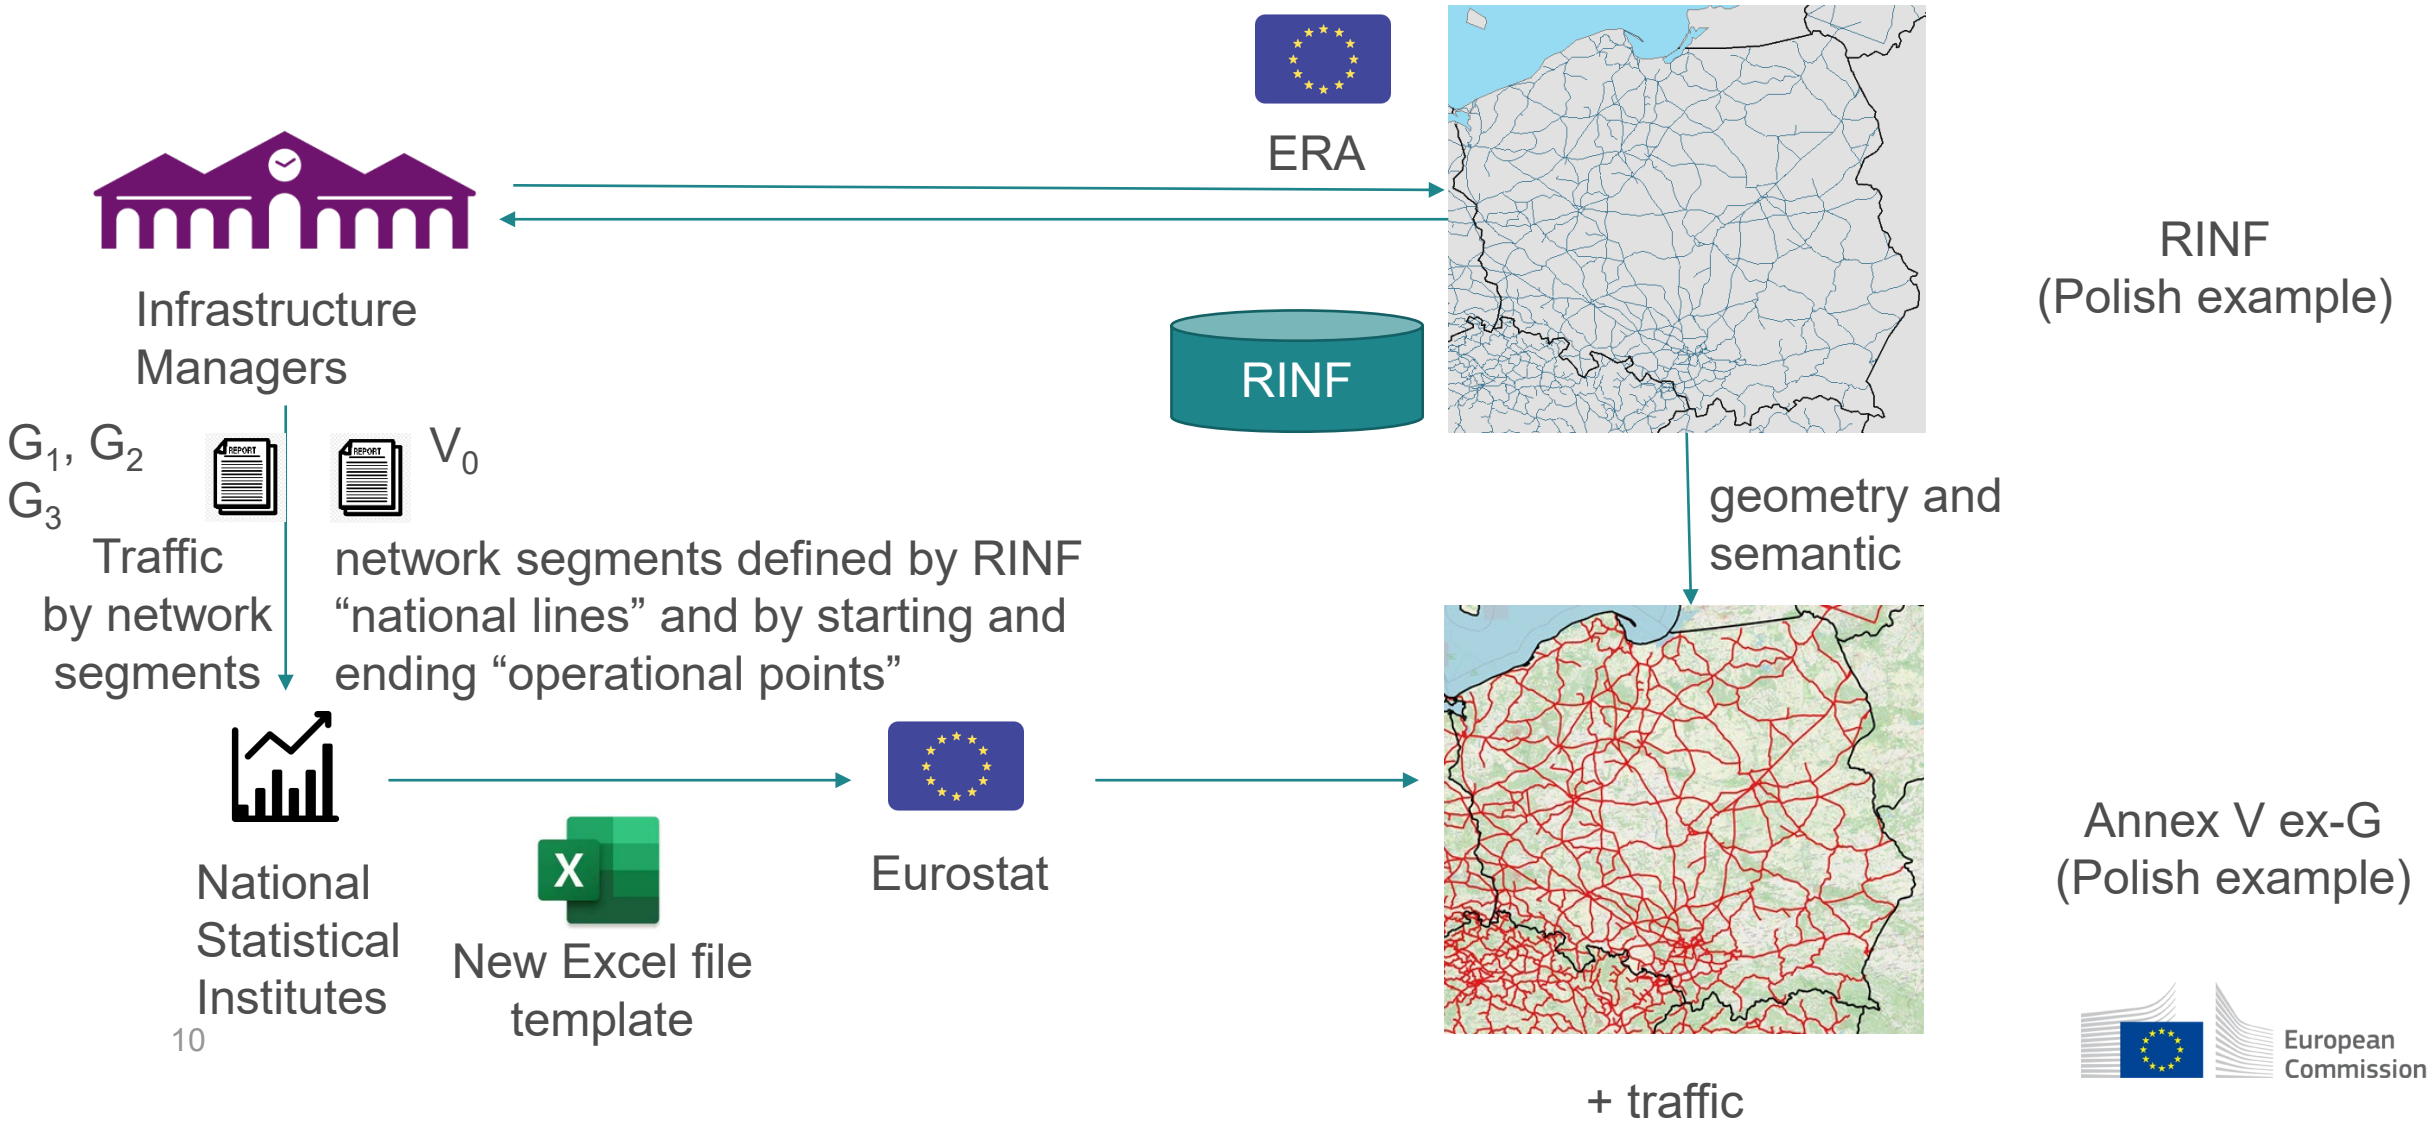 ERA
RINF
(Polish example)
Infrastructure
Managers
RINF
G1, G2
G3
REPORT
REPORT
V0
geometry and
semantic
Traffic
by network
segments
network segments defined by RINF
“national lines” and by starting and
ending “operational points”
X
Eurostat
National
Statistical
Institutes
New Excel file
template
Annex V ex-G
(Polish example)
10
European
Commission
+ traffic